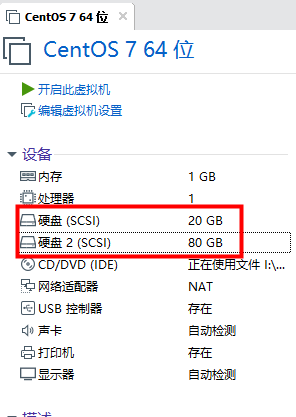 CentOS 7 64 位
CentOS 7 64 位
开启此虚拟机
编辑虚拟机设置
设备
内存 1 GB
处理器 1
硬盘 (SCSI) 20 GB
硬盘 2 (SCSI) 80 GB
CD/DVD (IDE) 正在使用文件 I:\...
网络适配器 NAT
USB 控制器 存在
声卡 自动检测
打印机 存在
显示器 自动检测